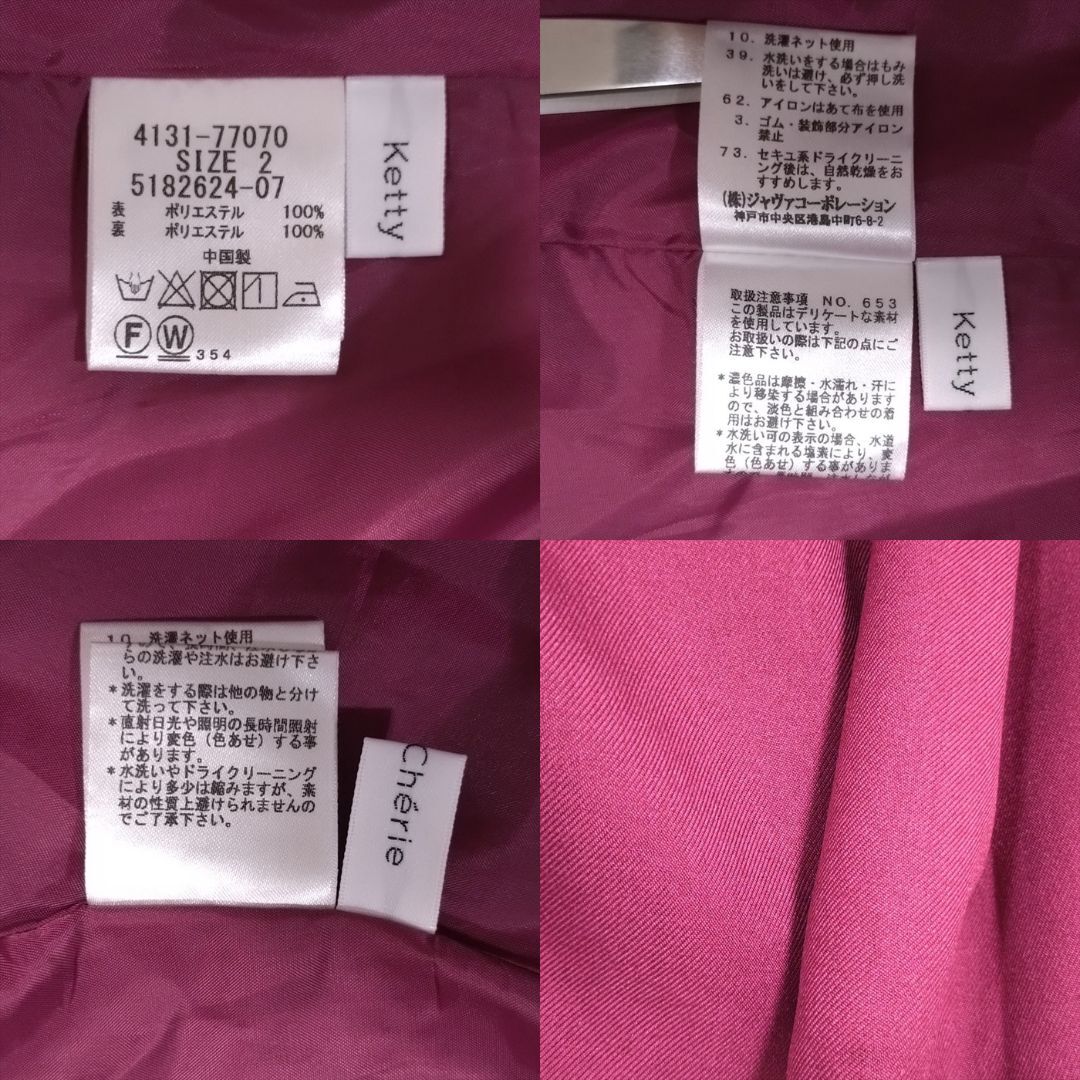 4131-77070
SIZE 2
5182624-07
表 ポリエステル 100%
裏 ポリエステル 100%
中国製
F W 354
Ketty
10. 洗濯ネット使用
39. 水洗いをする場合はもみ
洗いは避け、必ず押し洗
いをして下さい。
62. アイロンはあて布を使用
3. ゴム・装飾部分アイロン
禁止
73. セキユ系ドライクリーニ
ング後は、自然乾燥をお
すすめします。
(株)ジャヴァコーポレーション
神戸市中央区港島中町6-8-2
取扱注意事項 NO. 653
この製品はデリケートな素材
を使用しています。
お取扱いの際は下記の点にご
注意下さい。
*濃色品は摩擦・水濡れ・汗に
より移染する場合があります
ので、淡色と組み合わせの着
用はお避け下さい。
*水洗い可の表示の場合、水道
水に含まれる塩素により、変
色（色あせ）する事がありま
Ketty
10. 洗濯ネット使用
らの洗濯や注水はお避け下さ
い。
*洗濯をする際は他の物と分け
て洗って下さい。
*直射日光や照明の長時間照射
により変色（色あせ）する事
があります。
*水洗いやドライクリーニング
により多少は縮みますが、素
材の性質上避けられませんの
でご了承下さい。
Chërie